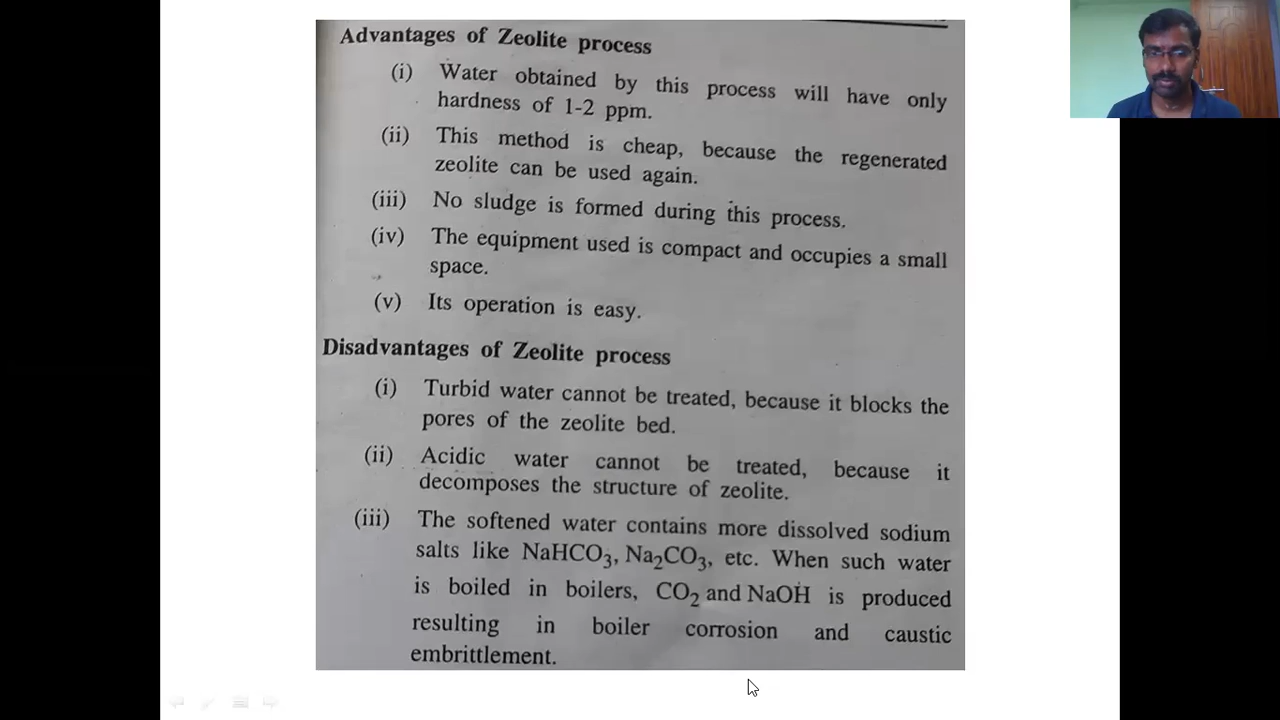 Advantages of Zeolite process
(i) Water obtained by this process will have only
hardness of 1-2 ppm.
(ii) This method is cheap, because the regenerated
zeolite can be used again.
(iii) No sludge is formed during this process.
(iv) The equipment used is compact and occupies a small
space.
(v) Its operation is easy.
Disadvantages of Zeolite process
(i) Turbid water cannot be treated, because it blocks the
pores of the zeolite bed.
(ii) Acidic water cannot be treated, because it
decomposes the structure of zeolite.
(iii) The softened water contains more dissolved sodium
salts like NaHCO₃, Na₂CO₃, etc. When such water
is boiled in boilers, CO₂ and NaOH is produced
resulting in boiler corrosion and caustic
embrittlement.